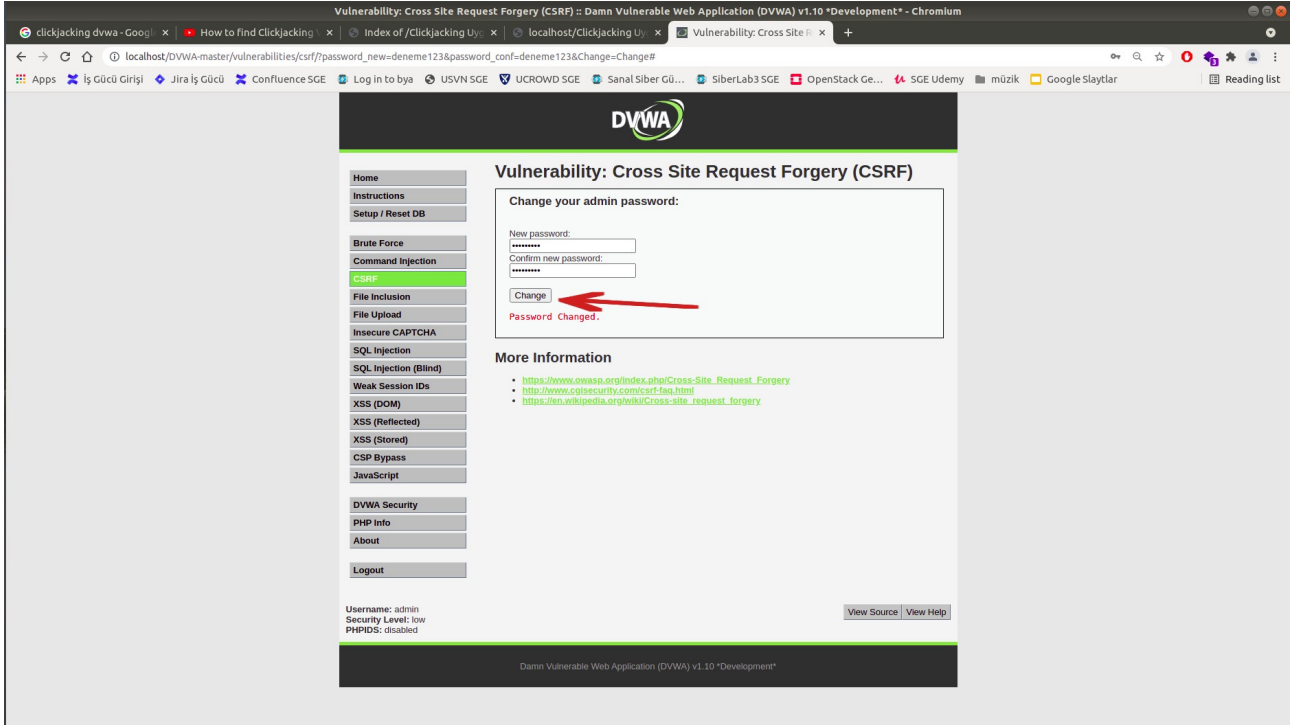 Vulnerability: Cross Site Request Forgery (CSRF) :: Damn Vulnerable Web Application (DVWA) v1.10 *Development* - Chromium
clickjacking dvwa - Googl How to find Clickjacking V Index of /Clickjacking Uyg localhost/Clickjacking Uy Vulnerability: Cross Site R
localhost/DVWA-master/vulnerabilities/csrf/?password_new=deneme123&password_conf=deneme123&Change=Change#
Apps İş Gücü Girişi Jira İş Gücü Confluence SGE Log in to bya USVN SGE UCROWD SGE Sanal Siber Gü... SiberLab3 SGE OpenStack Ge... SGE Udemy müzik Google Slaytlar Reading list
DVWA
Vulnerability: Cross Site Request Forgery (CSRF)
Change your admin password:
New password:
•••••••••
Confirm new password:
•••••••••
Change
Password Changed.
More Information
https://www.owasp.org/index.php/Cross-Site_Request_Forgery
http://www.cgisecurity.com/csrf-faq.html
https://en.wikipedia.org/wiki/Cross-site_request_forgery
Home
Instructions
Setup / Reset DB
Brute Force
Command Injection
CSRF
File Inclusion
File Upload
Insecure CAPTCHA
SQL Injection
SQL Injection (Blind)
Weak Session IDs
XSS (DOM)
XSS (Reflected)
XSS (Stored)
CSP Bypass
JavaScript
DVWA Security
PHP Info
About
Logout
Username: admin
Security Level: low
PHPIDS: disabled
View Source View Help
Damn Vulnerable Web Application (DVWA) v1.10 *Development*